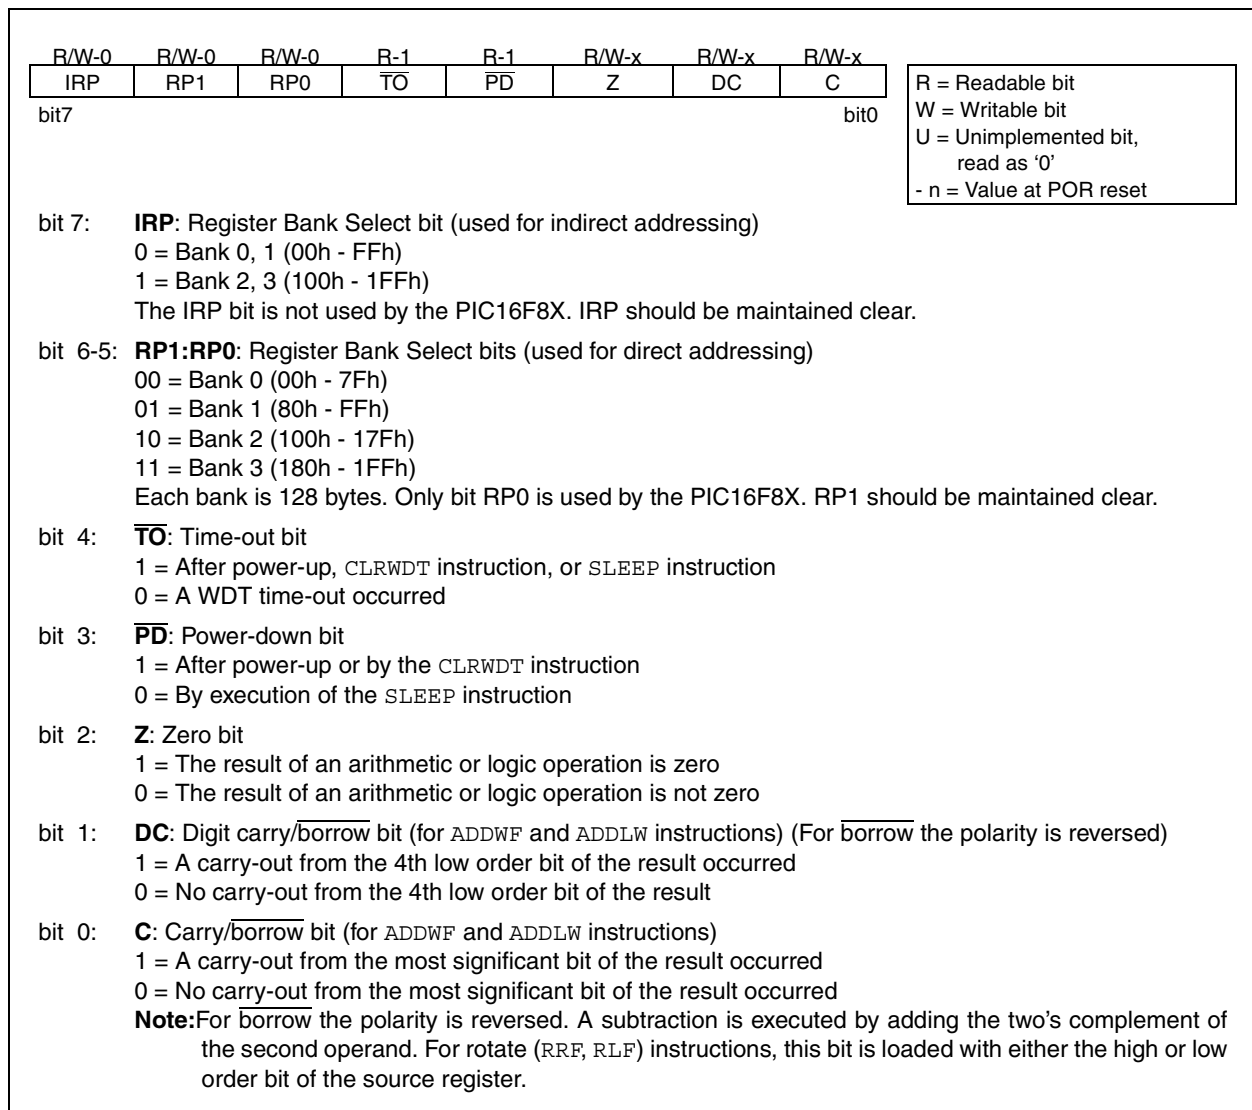 R/W-0 R/W-0 R/W-0 R-1 R-1 R/W-x R/W-x R/W-x
IRP RP1 RP0 T̅O̅ P̅D̅ Z DC C
bit7 bit0
R = Readable bit
W = Writable bit
U = Unimplemented bit,
read as ‘0’
- n = Value at POR reset
bit 7: IRP: Register Bank Select bit (used for indirect addressing)
0 = Bank 0, 1 (00h - FFh)
1 = Bank 2, 3 (100h - 1FFh)
The IRP bit is not used by the PIC16F8X. IRP should be maintained clear.
bit 6-5: RP1:RP0: Register Bank Select bits (used for direct addressing)
00 = Bank 0 (00h - 7Fh)
01 = Bank 1 (80h - FFh)
10 = Bank 2 (100h - 17Fh)
11 = Bank 3 (180h - 1FFh)
Each bank is 128 bytes. Only bit RP0 is used by the PIC16F8X. RP1 should be maintained clear.
bit 4: T̅O̅: Time-out bit
1 = After power-up, CLRWDT instruction, or SLEEP instruction
0 = A WDT time-out occurred
bit 3: P̅D̅: Power-down bit
1 = After power-up or by the CLRWDT instruction
0 = By execution of the SLEEP instruction
bit 2: Z: Zero bit
1 = The result of an arithmetic or logic operation is zero
0 = The result of an arithmetic or logic operation is not zero
bit 1: DC: Digit carry/b̅o̅r̅r̅o̅w̅ bit (for ADDWF and ADDLW instructions) (For b̅o̅r̅r̅o̅w̅ the polarity is reversed)
1 = A carry-out from the 4th low order bit of the result occurred
0 = No carry-out from the 4th low order bit of the result
bit 0: C: Carry/b̅o̅r̅r̅o̅w̅ bit (for ADDWF and ADDLW instructions)
1 = A carry-out from the most significant bit of the result occurred
0 = No carry-out from the most significant bit of the result occurred
Note:For b̅o̅r̅r̅o̅w̅ the polarity is reversed. A subtraction is executed by adding the two’s complement of
the second operand. For rotate (RRF, RLF) instructions, this bit is loaded with either the high or low
order bit of the source register.